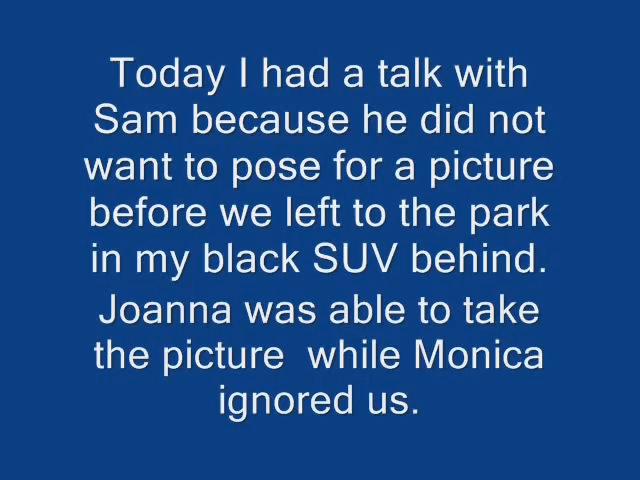 Today I had a talk with
Sam because he did not
want to pose for a picture
before we left to the park
in my black SUV behind.
Joanna was able to take
the picture  while Monica
ignored us.